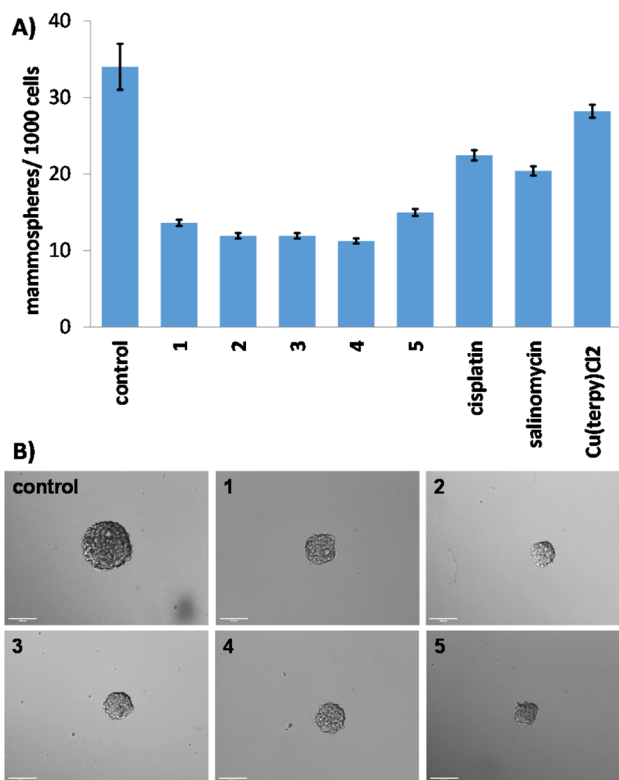 A)
mammospheres/ 1000 cells
40
30
20
10
0
control
1
2
3
4
5
cisplatin
salinomycin
Cu(terpy)Cl2
B)
control
1
2
3
4
5